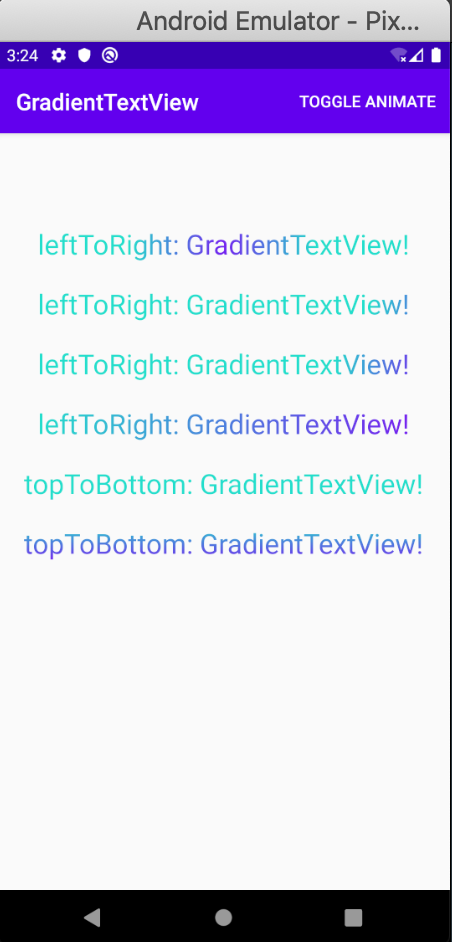 Android Emulator - Pix...
3:24
GradientTextView TOGGLE ANIMATE
leftToRight: GradientTextView!
leftToRight: GradientTextView!
leftToRight: GradientTextView!
leftToRight: GradientTextView!
topToBottom: GradientTextView!
topToBottom: GradientTextView!